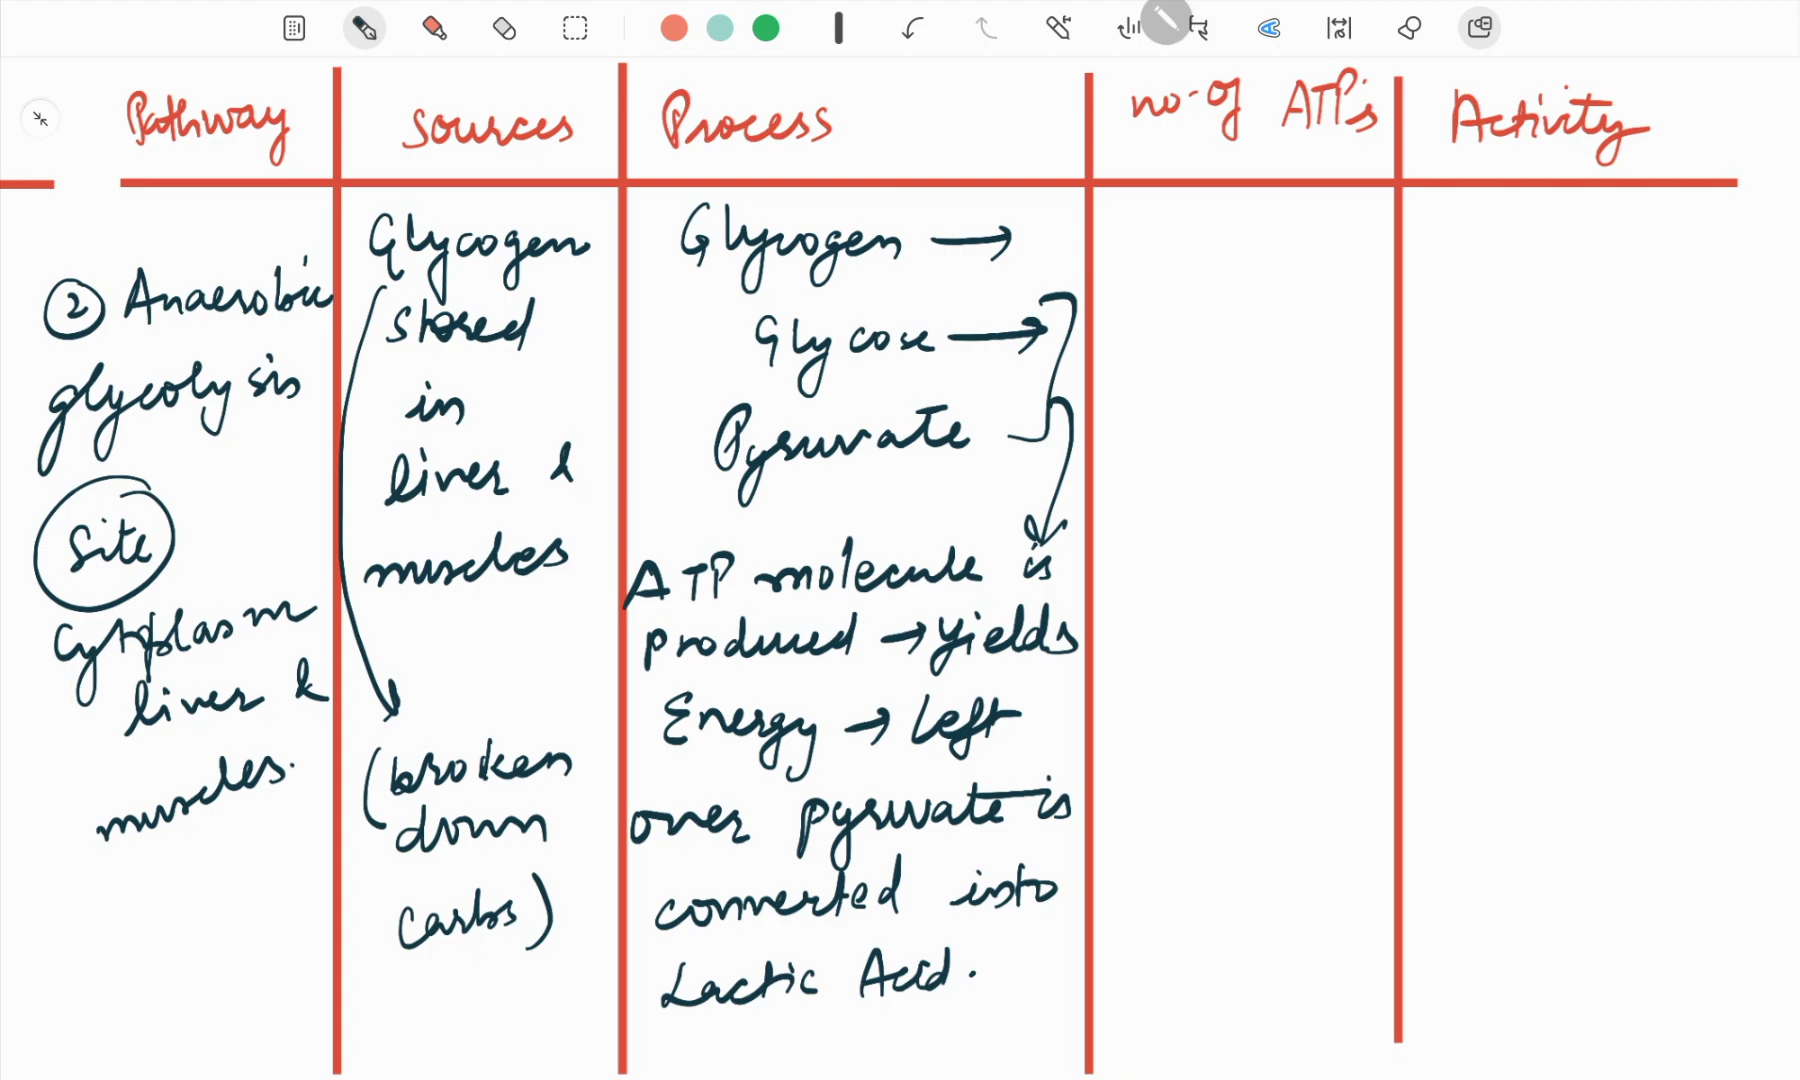 Pathway
Sources
Process
no. of ATP's
Activity
② Anaerobic
glycolysis
Site
Cytoplasm
liver &
muscles.
Glycogen
stored
in
liver &
muscles
(broken
down
carbs)
Glycogen →
Glycose →
Pyruvate
ATP molecule is
produced → yields
Energy → Left
over pyruvate is
converted into
Lactic Acid.